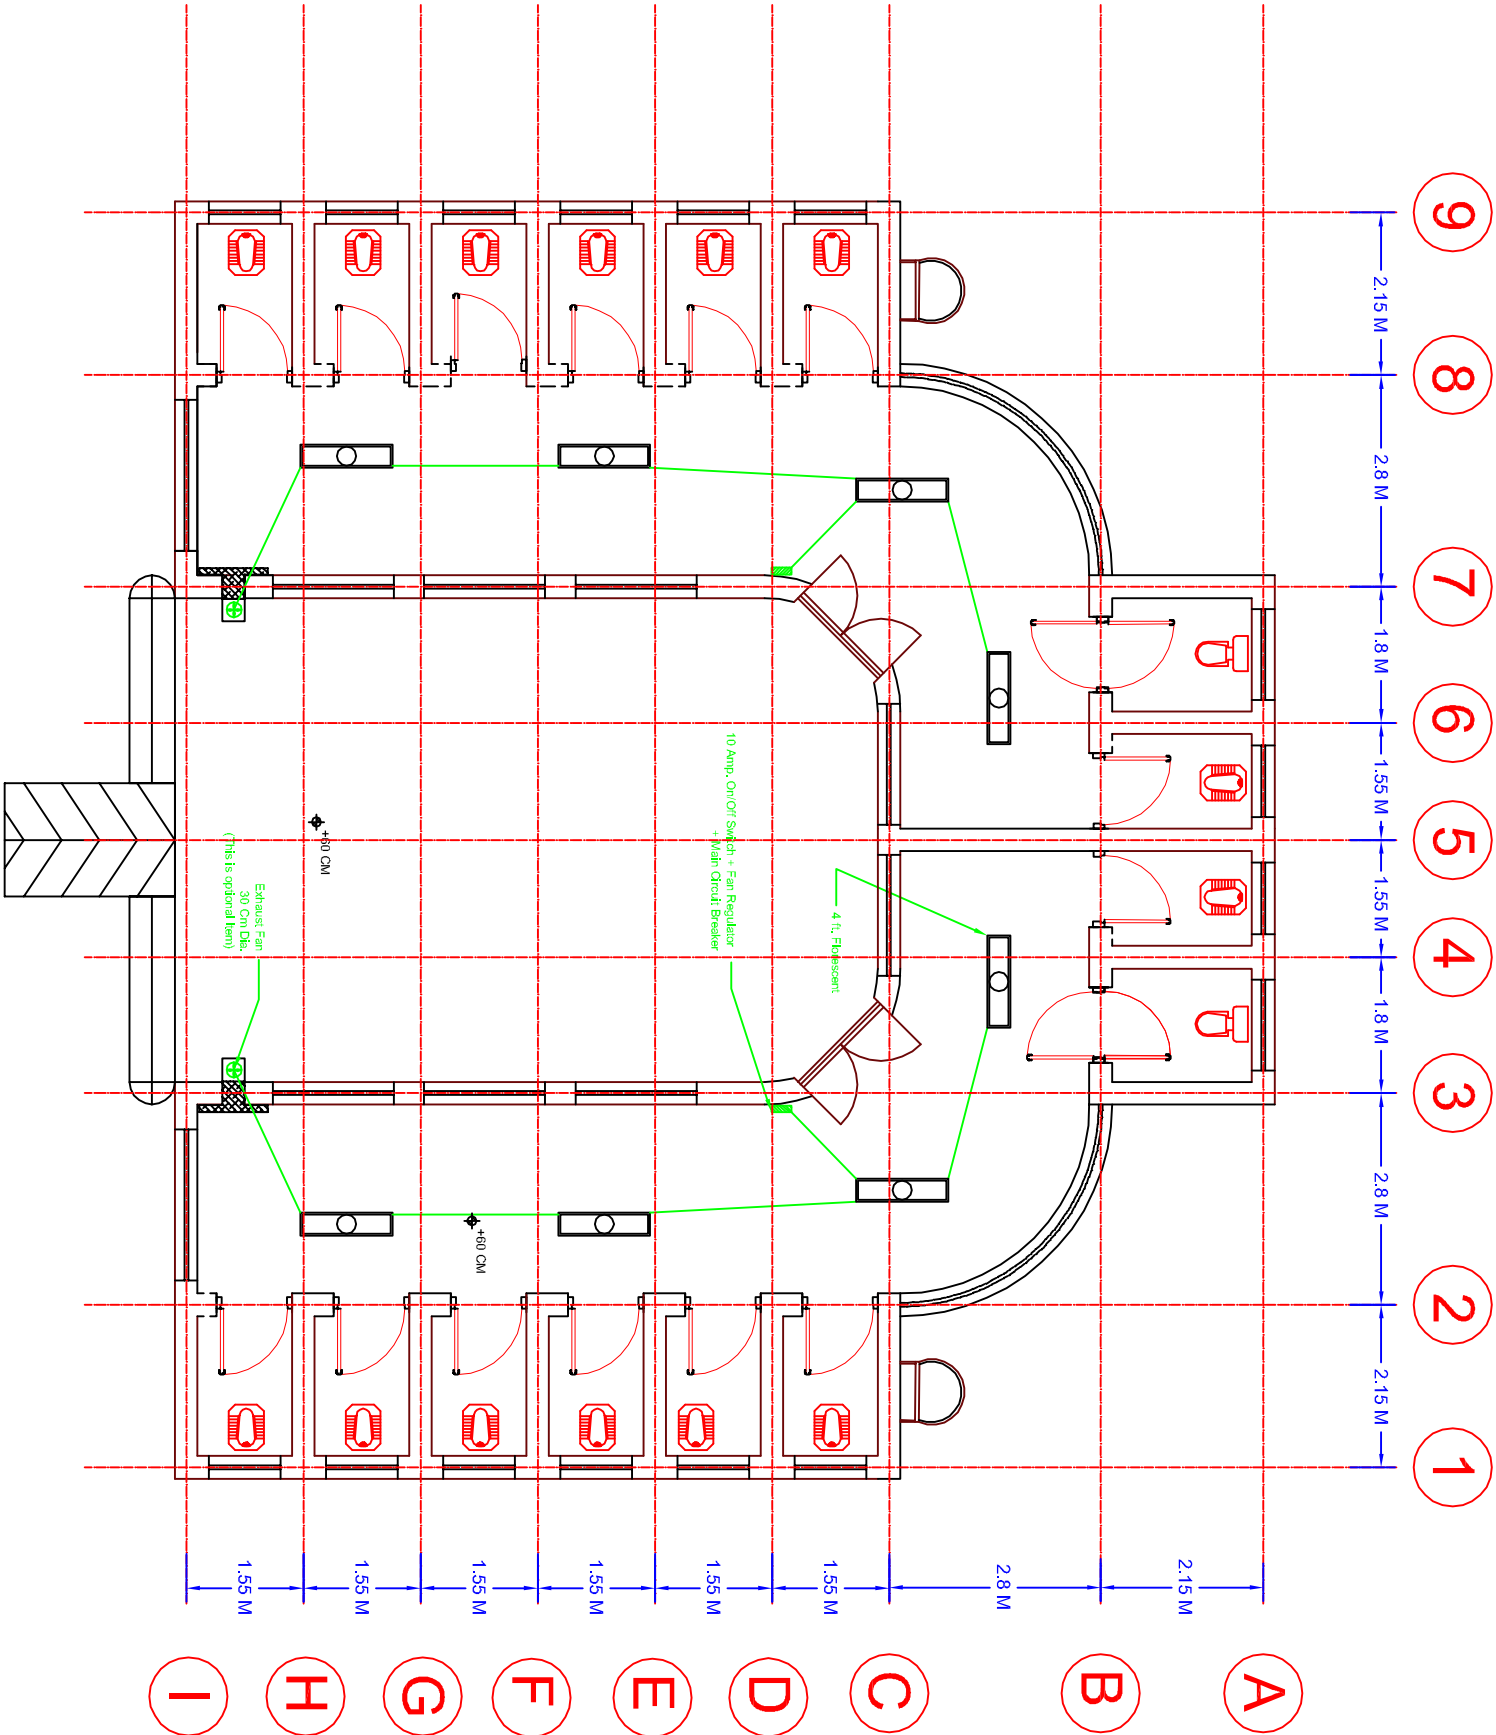 9
8
7
6
5
4
3
2
1
2.15 M
2.8 M
1.8 M
1.55 M
1.55 M
1.8 M
2.8 M
2.15 M
A
B
C
D
E
F
G
H
I
2.15 M
2.8 M
1.55 M
1.55 M
1.55 M
1.55 M
1.55 M
1.55 M
4 ft. Florescent
10 Amp. On/Off Switch + Fan Regulator
+ Main Circuit Breaker
+60 CM
+60 CM
Exhaust Fan
30 Cm Dia.
(This is optional Item)